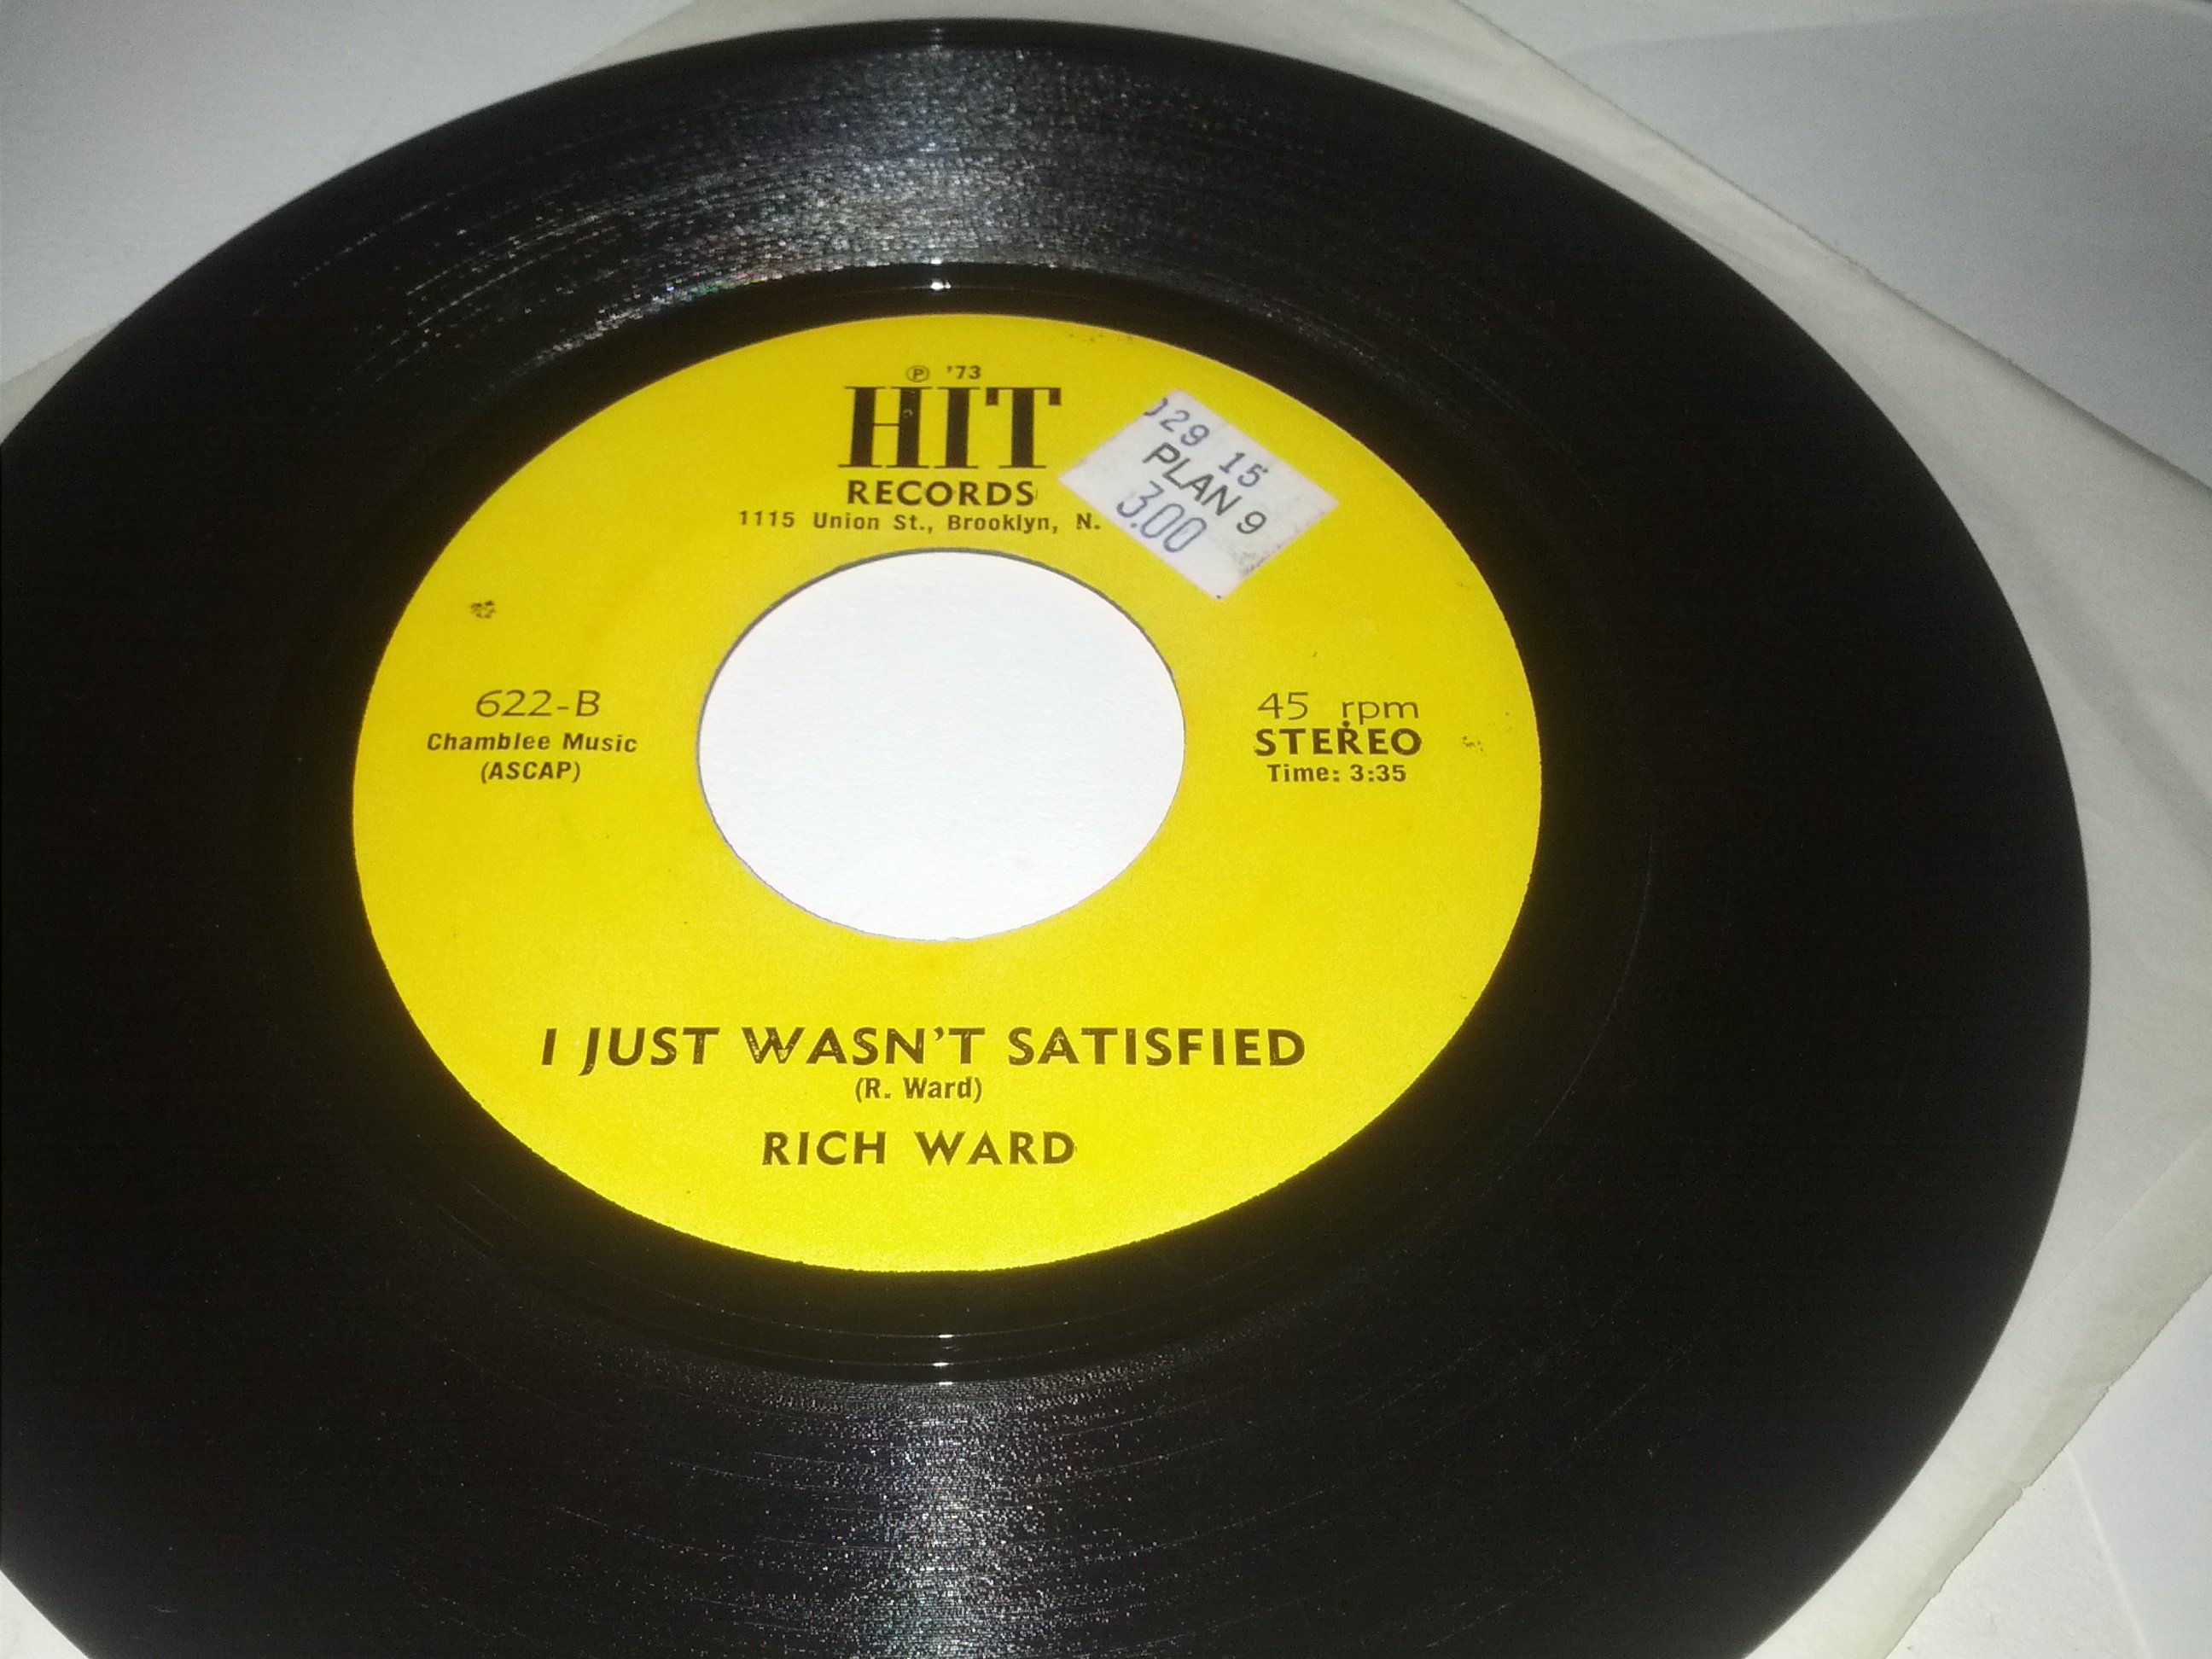 ℗ '73
HIT
RECORDS
1115 Union St., Brooklyn, N.
29 15
PLAN 9
3.00
622-B
Chamblee Music
(ASCAP)
45 rpm
STEREO
Time: 3:35
I JUST WASN'T SATISFIED
(R. Ward)
RICH WARD